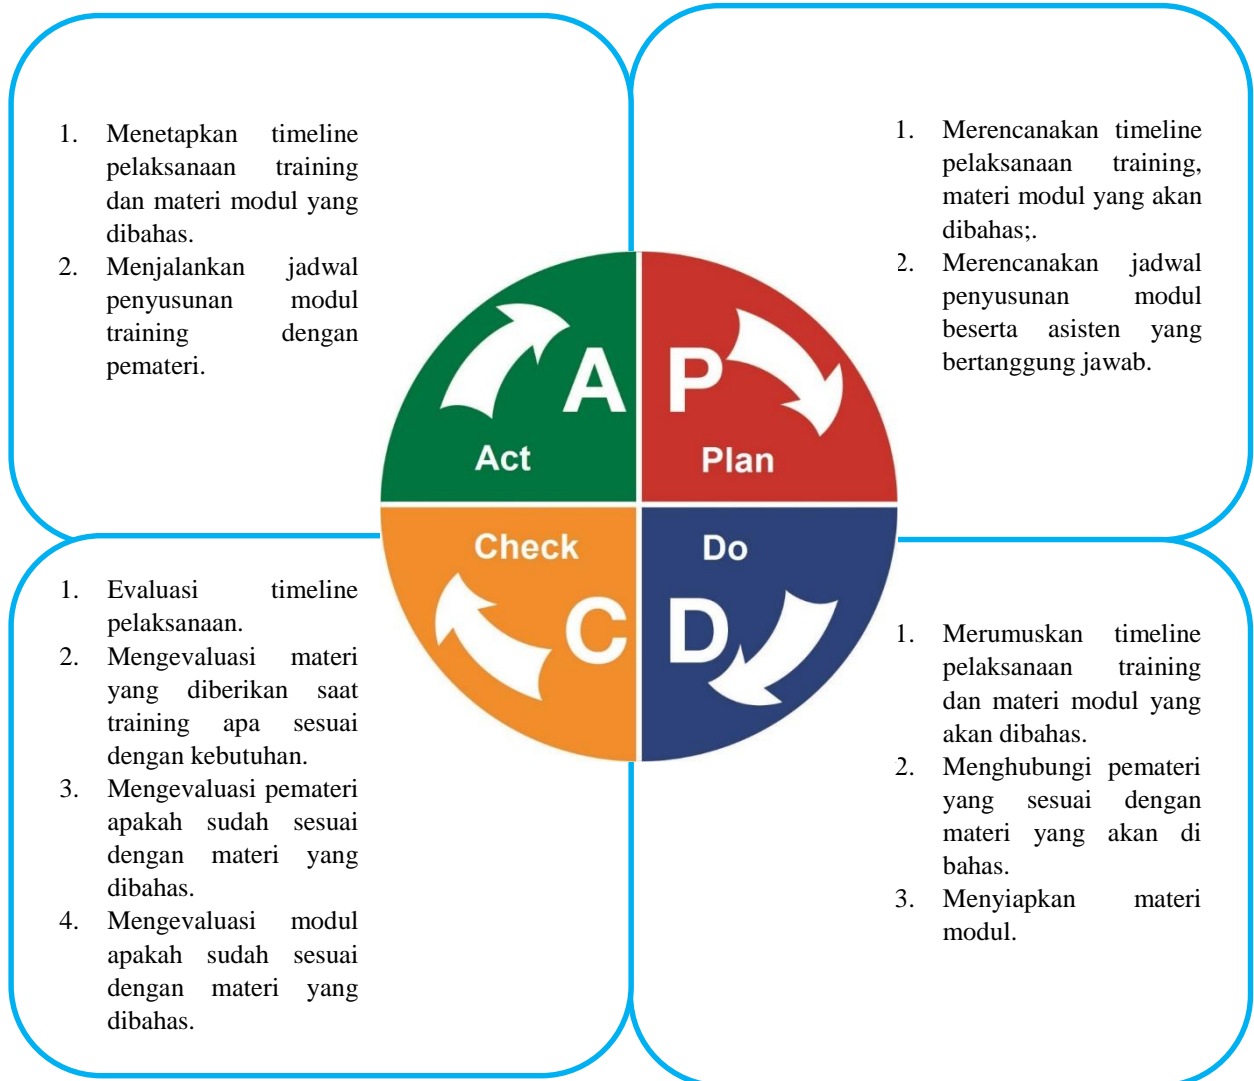 1. Menetapkan timeline
pelaksanaan training
dan materi modul yang
dibahas.
2. Menjalankan jadwal
penyusunan modul
training dengan
pemateri.
1. Merencanakan timeline
pelaksanaan training,
materi modul yang akan
dibahas;.
2. Merencanakan jadwal
penyusunan modul
beserta asisten yang
bertanggung jawab.
A
Act
P
Plan
Check
C
Do
D
1. Evaluasi timeline
pelaksanaan.
2. Mengevaluasi materi
yang diberikan saat
training apa sesuai
dengan kebutuhan.
3. Mengevaluasi pemateri
apakah sudah sesuai
dengan materi yang
dibahas.
4. Mengevaluasi modul
apakah sudah sesuai
dengan materi yang
dibahas.
1. Merumuskan timeline
pelaksanaan training
dan materi modul yang
akan dibahas.
2. Menghubungi pemateri
yang sesuai dengan
materi yang akan di
bahas.
3. Menyiapkan materi
modul.